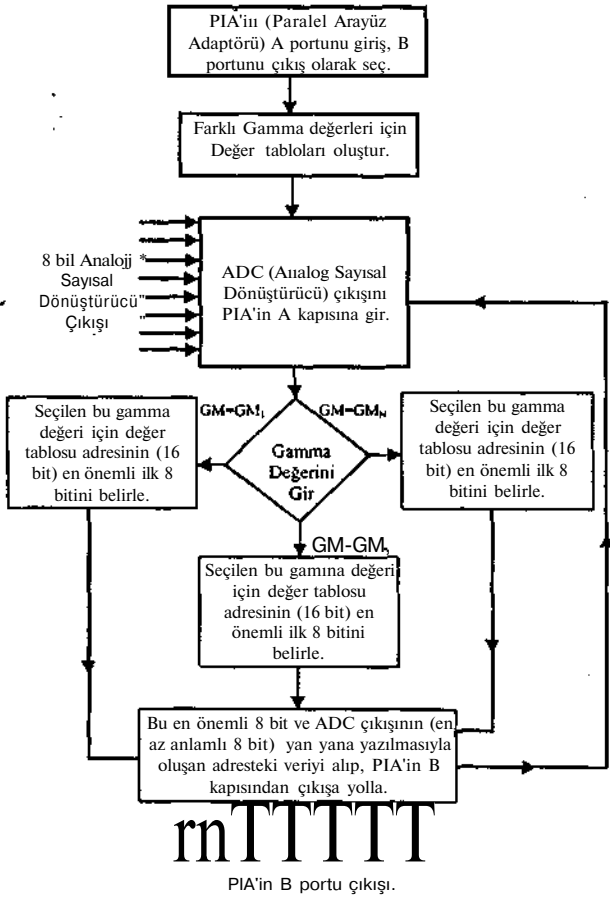 PIA'iıı (Paralel Arayüz
Adaptörü) A portunu giriş, B
portunu çıkış olarak seç.
Farklı Gamma değerleri için
Değer tabloları oluştur.
8 bil Analojj *
Sayısal
Dönüştürücü"
Çıkışı "
ADC (Aııalog Sayısal
Dönüştürücü) çıkışını
PIA'in A kapısına gir.
GM=GM₁
GM=GM_N
Gamma
Değerini
Gir
Seçilen bu gamma
değeri için değer
tablosu adresinin (16
bit) en önemli ilk 8
bitini belirle.
Seçilen bu gamma
değeri için değer
tablosu adresinin (16
bit) en önemli ilk 8
bitini belirle.
GM-GM,
Seçilen bu gamına değeri
için değer tablosu
adresinin (16 bit) en
önemli ilk 8 bitini
belirle.
Bu en önemli 8 bit ve ADC çıkışının (en
az anlamlı 8 bit) yan yana yazılmasıyla
oluşan adresteki veriyi alıp, PIA'in B
kapısından çıkışa yolla.
rnTTTTT
PIA'in B portu çıkışı.